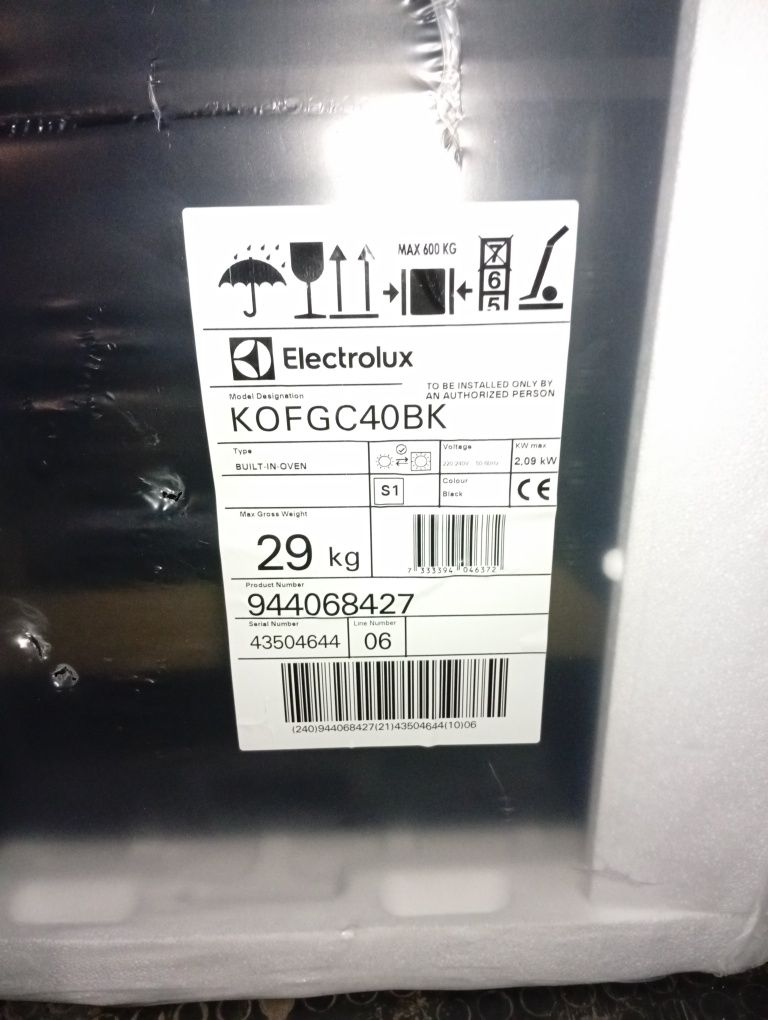 MAX 600 KG
7
6
5
Electrolux
TO BE INSTALLED ONLY BY
AN AUTHORIZED PERSON
Model Designation
KOFGC40BK
Type
BUILT-IN-OVEN
Voltage
220-240V 50-60Hz
KW max
2,09 kW
S1
Colour
Black
CE
Max Gross Weight
29 kg
7 333394 046372
Product Number
944068427
Serial Number
43504644
Line Number
06
(240)944068427(21)43504644(10)06